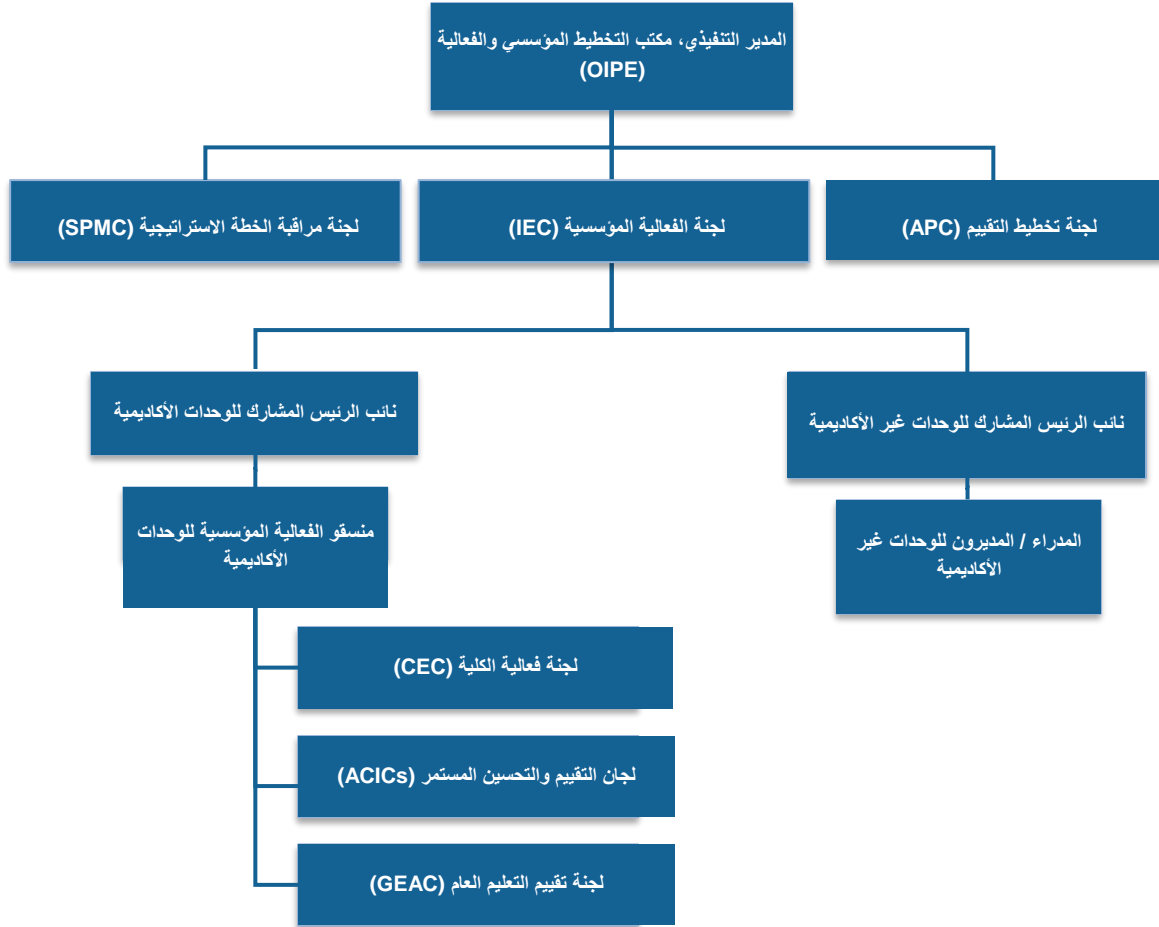 المدير التنفيذي، مكتب التخطيط المؤسسي والفعالية
(OIPE)
لجنة تخطيط التقييم (APC)
لجنة الفعالية المؤسسية (IEC)
لجنة مراقبة الخطة الاستراتيجية (SPMC)
نائب الرئيس المشارك للوحدات غير الأكاديمية
نائب الرئيس المشارك للوحدات الأكاديمية
المدراء / المديرون للوحدات غير
الأكاديمية
منسقو الفعالية المؤسسية للوحدات
الأكاديمية
لجنة فعالية الكلية (CEC)
لجان التقييم والتحسين المستمر (ACICs)
لجنة تقييم التعليم العام (GEAC)